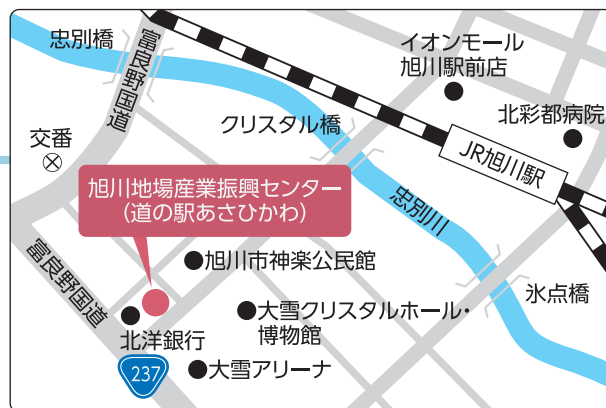 忠別橋
富良野国道
イオンモール
旭川駅前店
北彩都病院
交番
クリスタル橋
JR旭川駅
旭川地場産業振興センター
（道の駅あさひかわ）
忠別川
旭川市神楽公民館
富良野国道
氷点橋
大雪クリスタルホール・
博物館
北洋銀行
237
大雪アリーナ